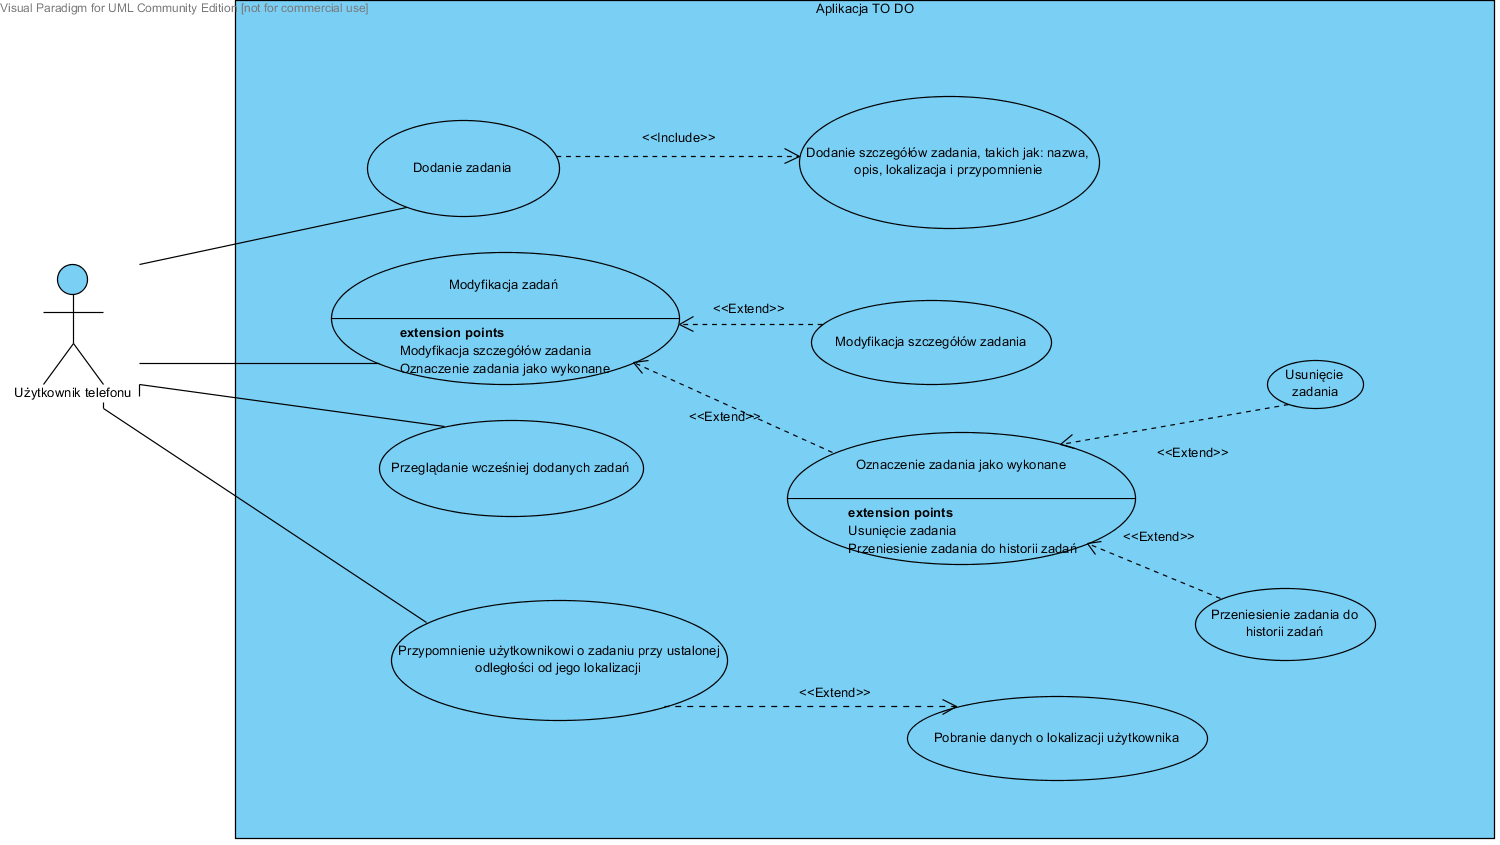 Visual Paradigm for UML Community Edition [not for commercial use]
Aplikacja TO DO
<<Include>>
Dodanie zadania
Dodanie szczegółów zadania, takich jak: nazwa,
opis, lokalizacja i przypomnienie
Modyfikacja zadań
extension points
Modyfikacja szczegółów zadania
Oznaczenie zadania jako wykonane
<<Extend>>
Modyfikacja szczegółów zadania
Użytkownik telefonu
<<Extend>>
Usunięcie
zadania
<<Extend>>
Przeglądanie wcześniej dodanych zadań
Oznaczenie zadania jako wykonane
extension points
Usunięcie zadania
Przeniesienie zadania do historii zadań
<<Extend>>
Przeniesienie zadania do
historii zadań
Przypomnienie użytkownikowi o zadaniu przy ustalonej
odległości od jego lokalizacji
<<Extend>>
Pobranie danych o lokalizacji użytkownika